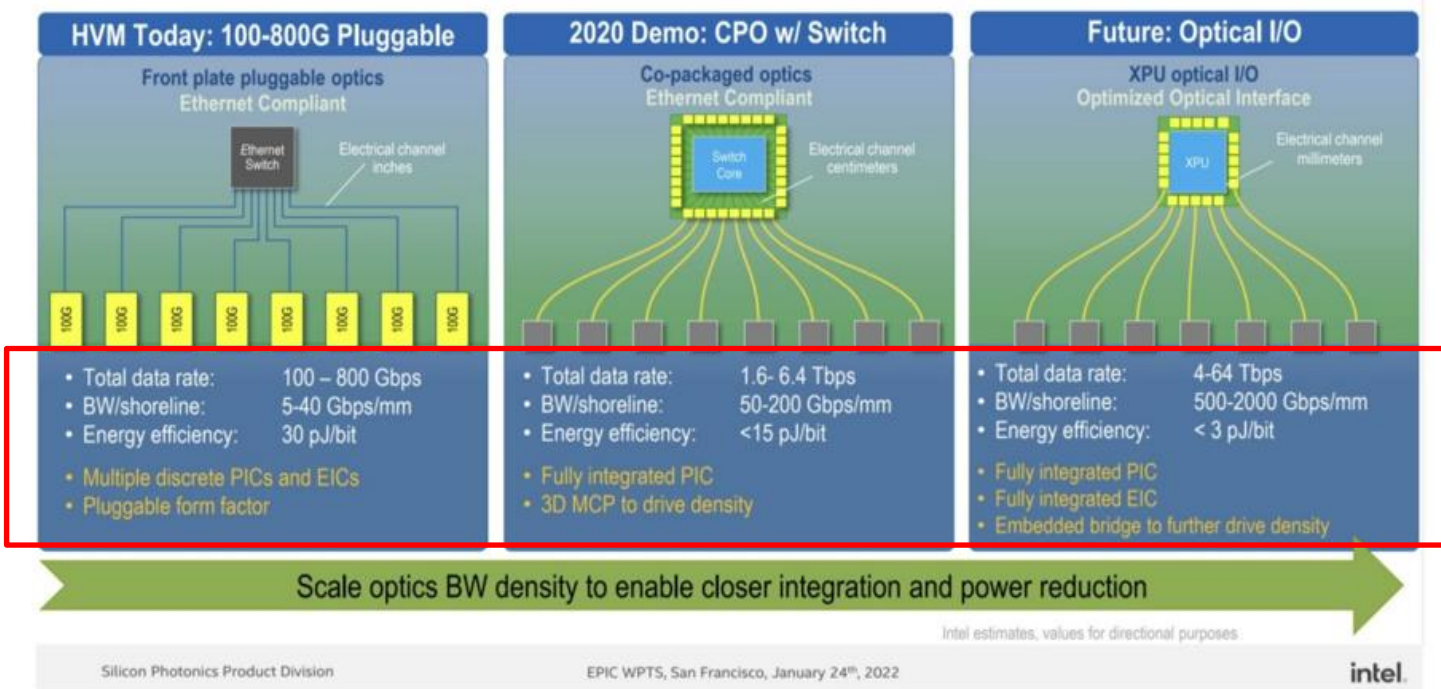 HVM Today: 100-800G Pluggable
Front plate pluggable optics
Ethernet Compliant
Ethernet
Switch
Electrical channel
inches
100G
100G
100G
100G
100G
100G
100G
100G
• Total data rate: 100 – 800 Gbps
• BW/shoreline: 5-40 Gbps/mm
• Energy efficiency: 30 pJ/bit
• Multiple discrete PICs and EICs
• Pluggable form factor
2020 Demo: CPO w/ Switch
Co-packaged optics
Ethernet Compliant
Switch
Core
Electrical channel
centimeters
• Total data rate: 1.6- 6.4 Tbps
• BW/shoreline: 50-200 Gbps/mm
• Energy efficiency: <15 pJ/bit
• Fully integrated PIC
• 3D MCP to drive density
Future: Optical I/O
XPU optical I/O
Optimized Optical Interface
XPU
Electrical channel
millimeters
• Total data rate: 4-64 Tbps
• BW/shoreline: 500-2000 Gbps/mm
• Energy efficiency: < 3 pJ/bit
• Fully integrated PIC
• Fully integrated EIC
• Embedded bridge to further drive density
Scale optics BW density to enable closer integration and power reduction
Intel estimates, values for directional purposes
Silicon Photonics Product Division
EPIC WPTS, San Francisco, January 24th, 2022
intel.